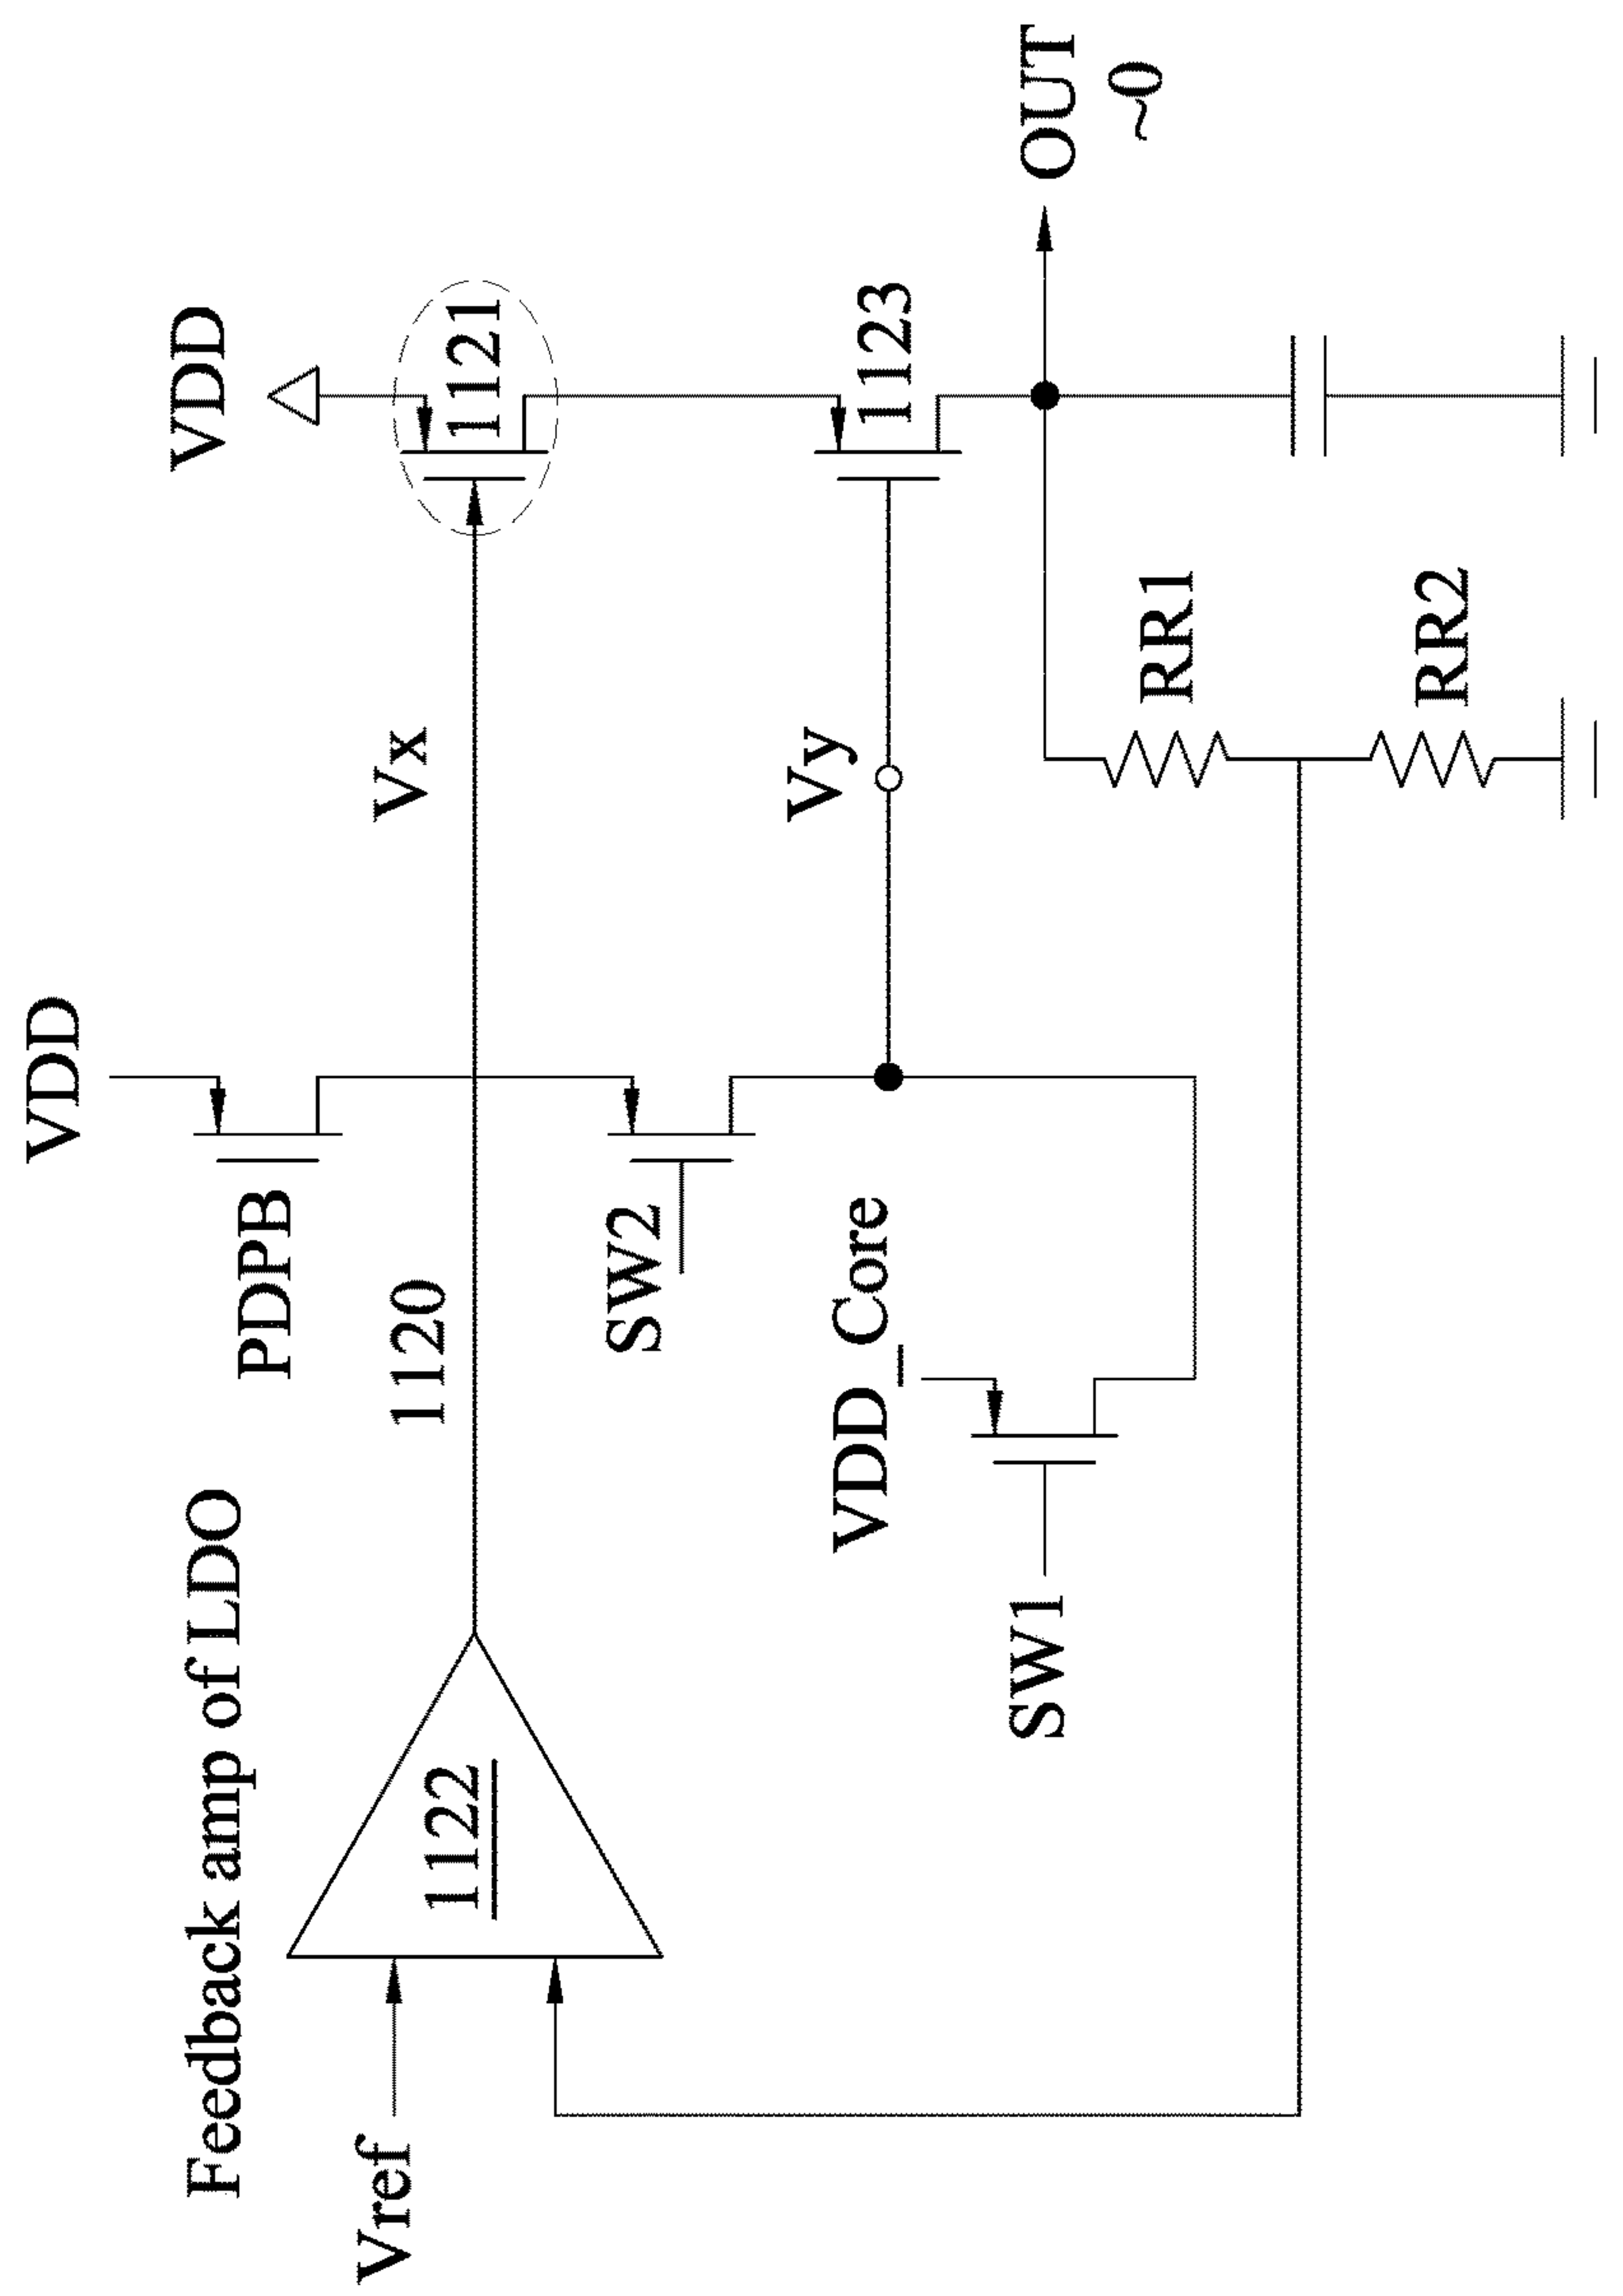 Feedback amp of LDO
VDD
VDD
PDPB
1120
Vx
1121
Vref
1122
SW2
VDD_Core
Vy
1123
SW1
OUT
~0
RR1
RR2